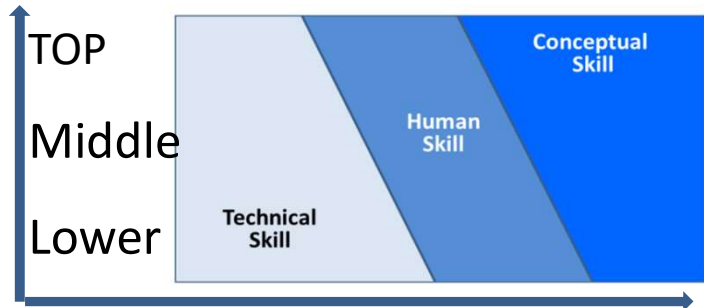 TOP
Conceptual
Skill
Middle
Human
Skill
Lower
Technical
Skill